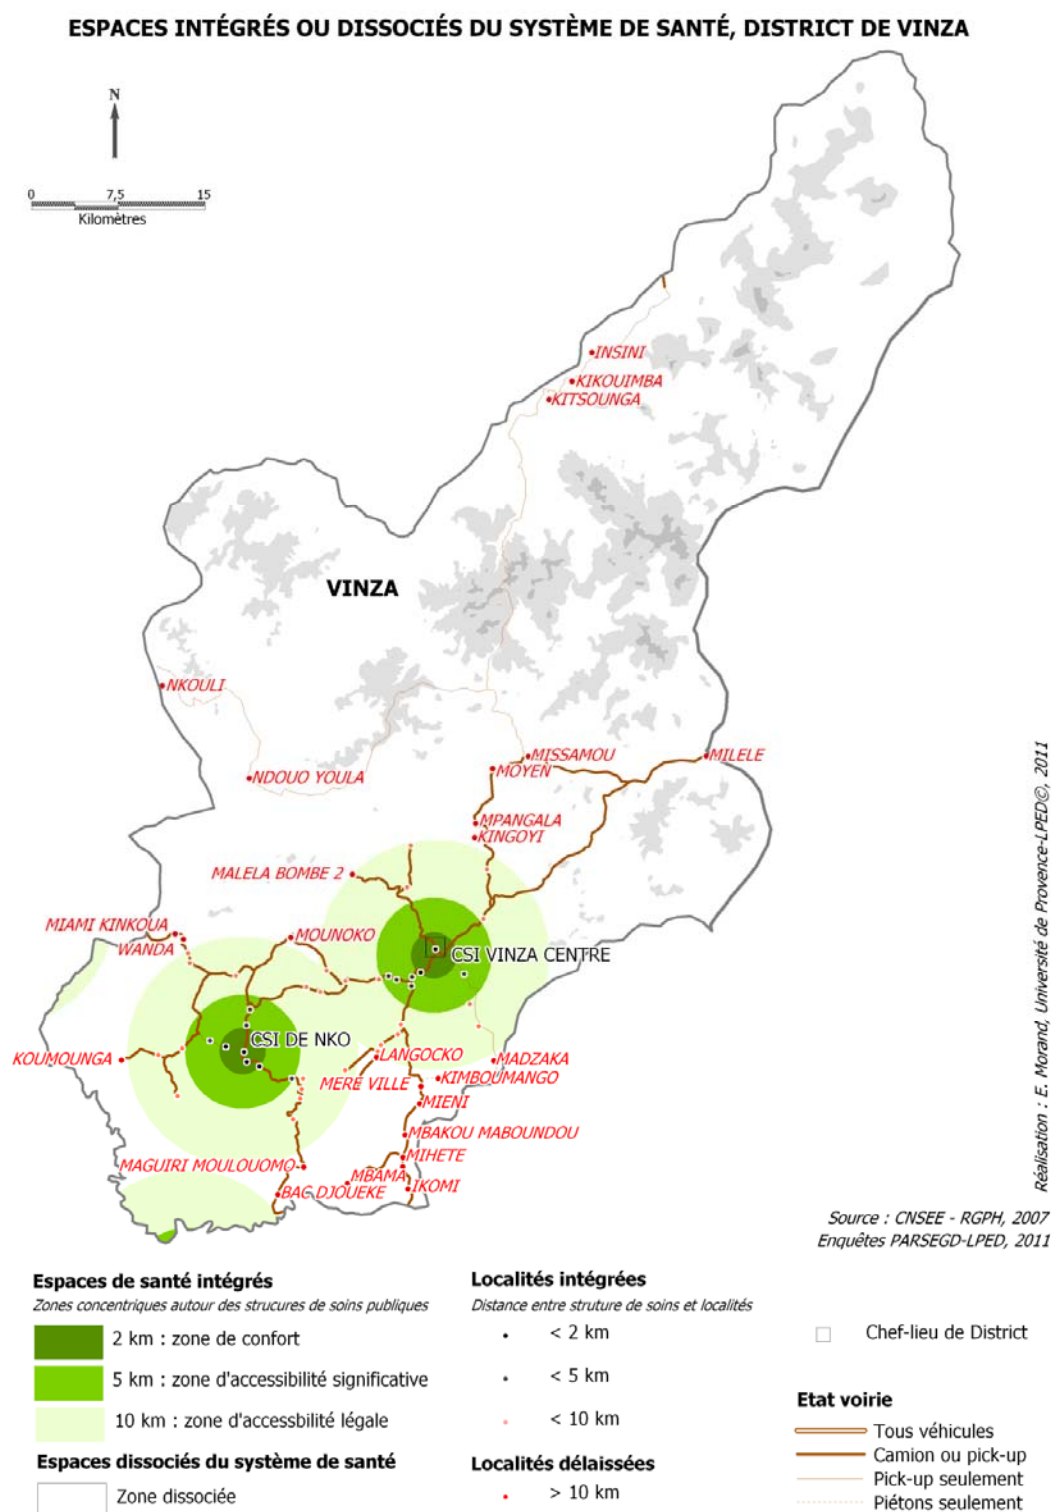 ESPACES INTÉGRÉS OU DISSOCIÉS DU SYSTÈME DE SANTÉ, DISTRICT DE VINZA
N
0 7,5 15
Kilomètres
INSINI
KIKOUIMBA
KITSOUNGA
VINZA
NKOULI
MISSAMOU
MILELE
MOYEN
NDOUO YOULA
MPANGALA
KINGOYI
MALELA BOMBE 2
MIAMI KINKOUA
MOUNOKO
WANDA
CSI VINZA CENTRE
CSI DE NKO
KOUMOUNGA
LANGOCKO
MADZAKA
MERE VILLE
KIMBOUMANGO
MIENI
MBAKOU MABOUNDOU
MIHETE
MAGUIRI MOULOUOMO
MBAMA
IKOMI
BAC DJOUEKE
Réalisation : E. Morand, Université de Provence-LPED©, 2011
Source : CNSEE - RGPH, 2007
Enquêtes PARSEGD-LPED, 2011
Espaces de santé intégrés
Zones concentriques autour des strucures de soins publiques
2 km : zone de confort
5 km : zone d'accessibilité significative
10 km : zone d'accessbilité légale
Espaces dissociés du système de santé
Zone dissociée
Localités intégrées
Distance entre struture de soins et localités
< 2 km
< 5 km
< 10 km
Localités délaissées
> 10 km
Chef-lieu de District
Etat voirie
Tous véhicules
Camion ou pick-up
Pick-up seulement
Piétons seulement